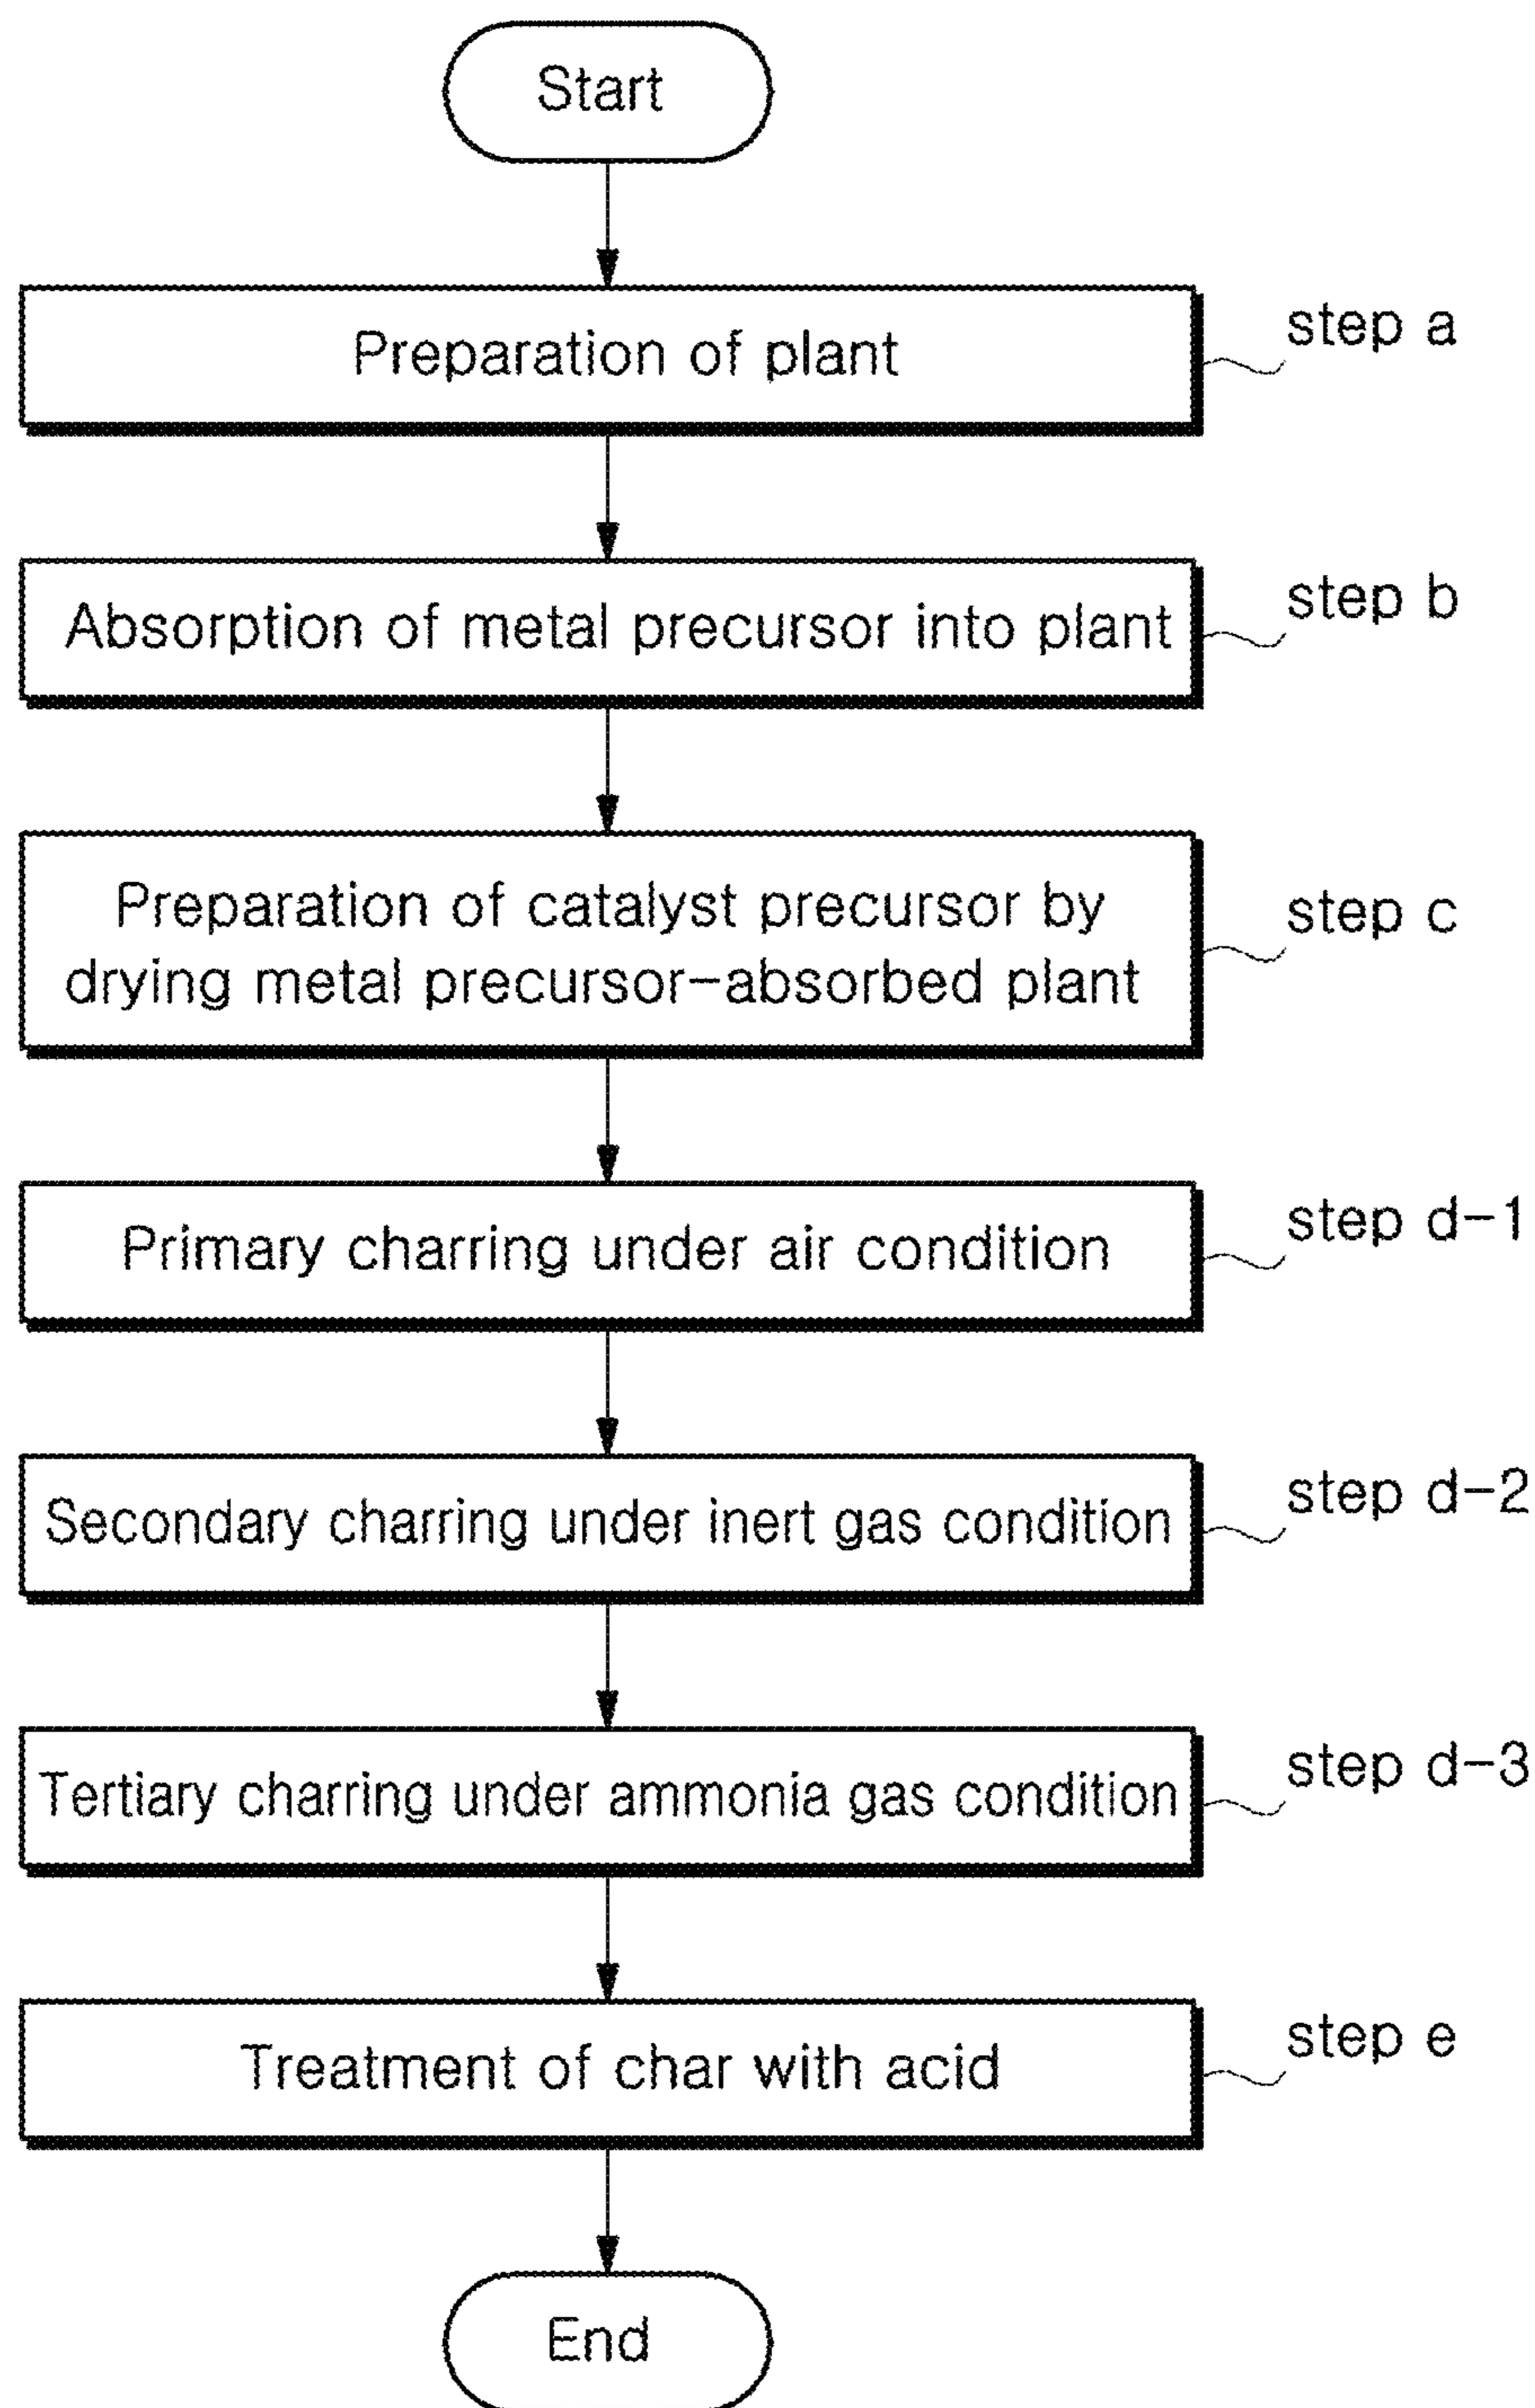 Start
Preparation of plant
step a
Absorption of metal precursor into plant
step b
Preparation of catalyst precursor by
drying metal precursor-absorbed plant
step c
Primary charring under air condition
step d-1
Secondary charring under inert gas condition
step d-2
Tertiary charring under ammonia gas condition
step d-3
Treatment of char with acid
step e
End